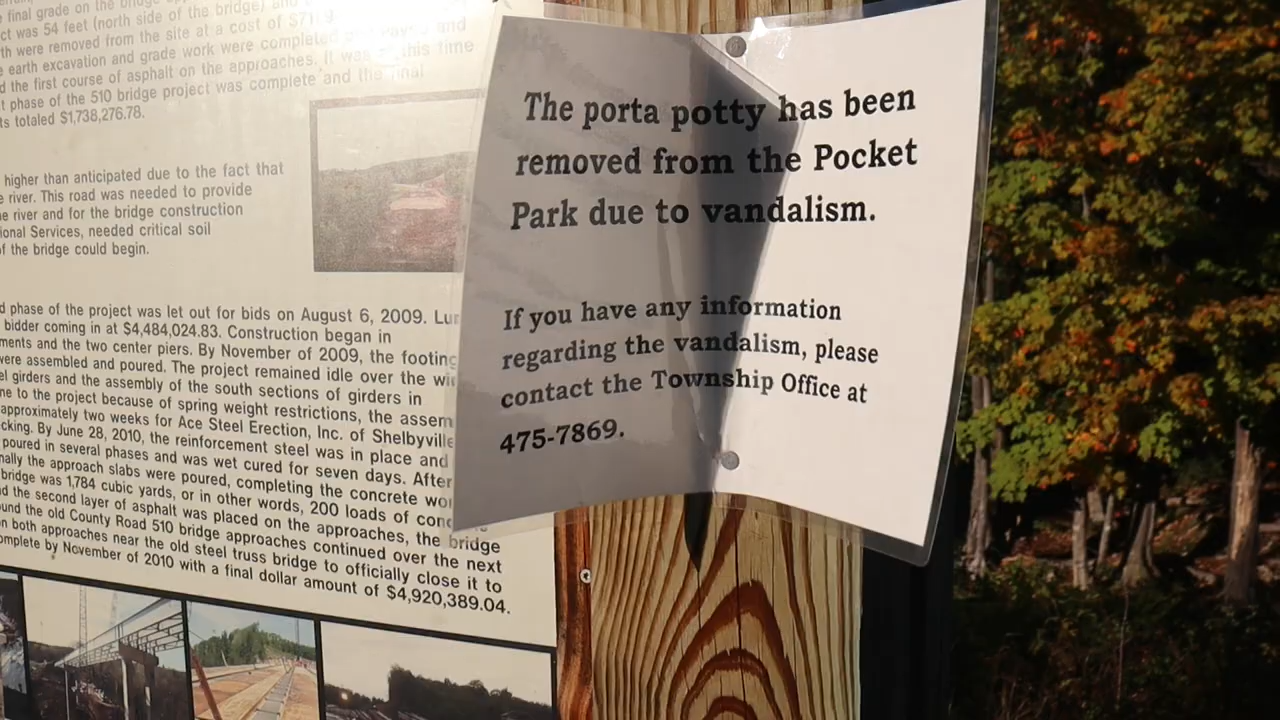 final grade on the bridge
ct was 54 feet (north side of the bridge) and
th were removed from the site at a cost of
earth excavation and grade work were completed and
d the first course of asphalt on the approaches. It was at this time
t phase of the 510 bridge project was complete and the final
ts totaled $1,738,276.78.
higher than anticipated due to the fact that
e river. This road was needed to provide
e river and for the bridge construction
ional Services, needed critical soil
f the bridge could begin.
d phase of the project was let out for bids on August 6, 2009. Lu
bidder coming in at $4,484,024.83. Construction began in
ments and the two center piers. By November of 2009, the footing
were assembled and poured. The project remained idle over the wi
el girders and the assembly of the south sections of girders in
me to the project because of spring weight restrictions, the assem
approximately two weeks for Ace Steel Erection, Inc. of Shelbyville
cking. By June 28, 2010, the reinforcement steel was in place and
poured in several phases and was wet cured for seven days. After
nally the approach slabs were poured, completing the concrete wo
bridge was 1,784 cubic yards, or in other words, 200 loads of conc
d the second layer of asphalt was placed on the approaches, the bridge
und the old County Road 510 bridge approaches continued over the next
n both approaches near the old steel truss bridge to officially close it to
omplete by November of 2010 with a final dollar amount of $4,920,389.04.
The porta potty has been
removed from the Pocket
Park due to vandalism.
If you have any information
regarding the vandalism, please
contact the Township Office at
475-7869.